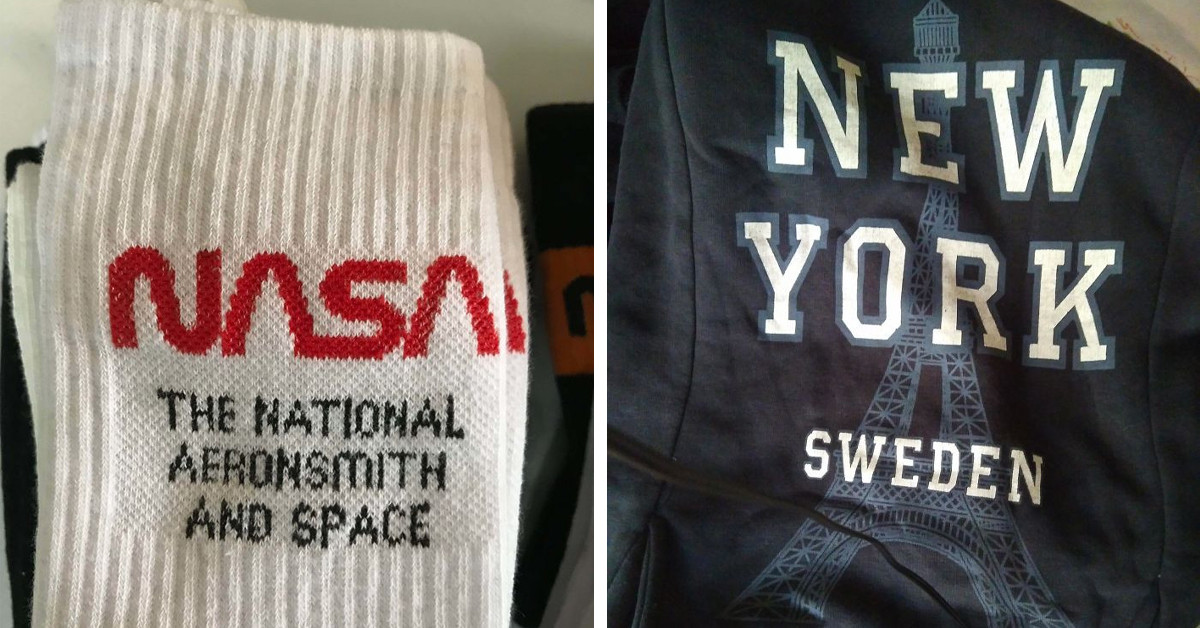 NASA
THE NATIONAL
AERONSMITH
AND SPACE
NEW
YORK
SWEDEN